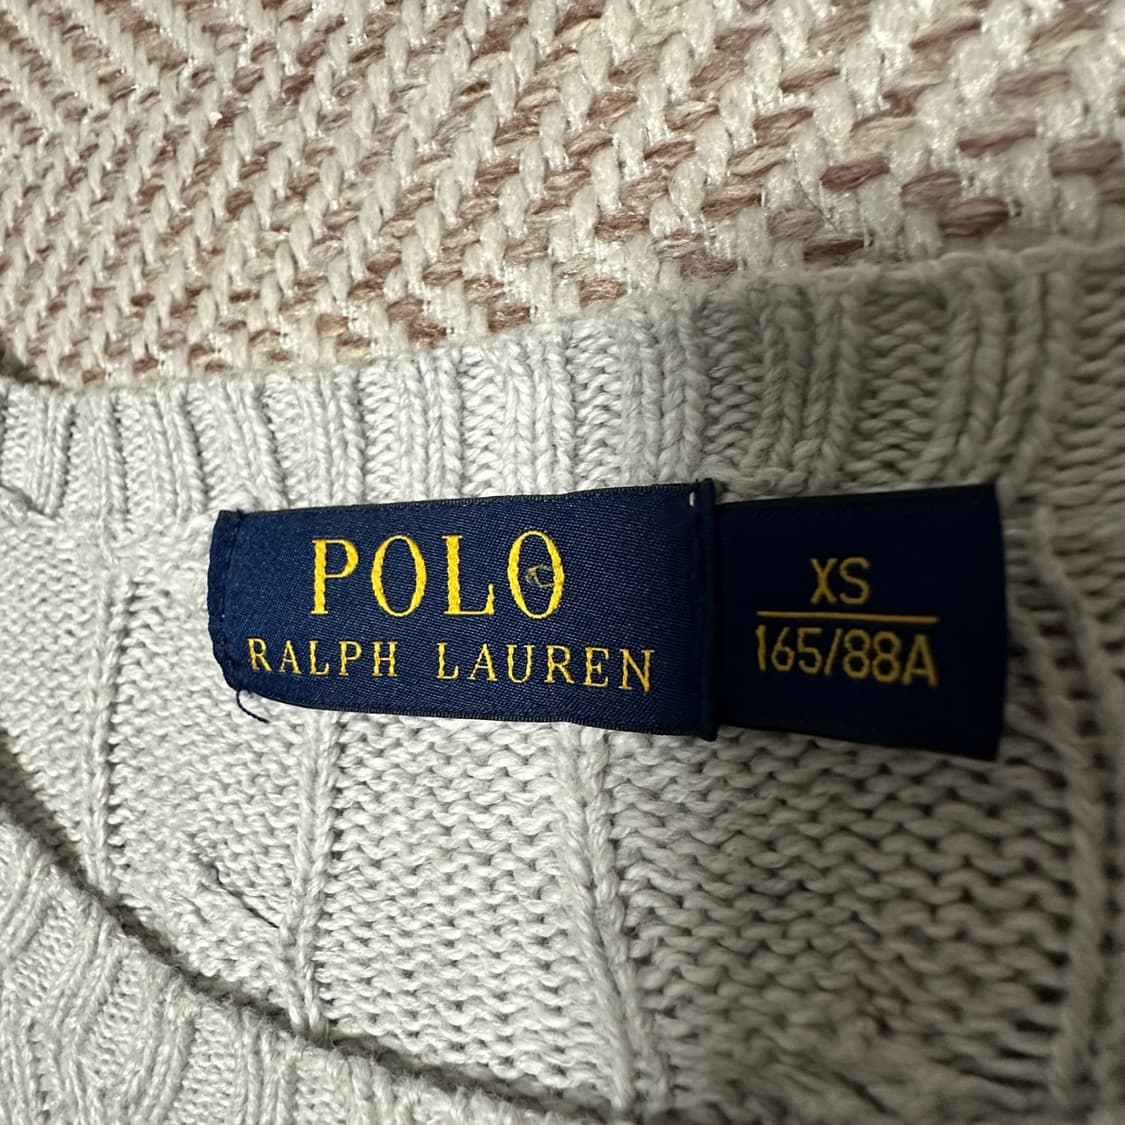 POLO
RALPH LAUREN
XS
165/88A